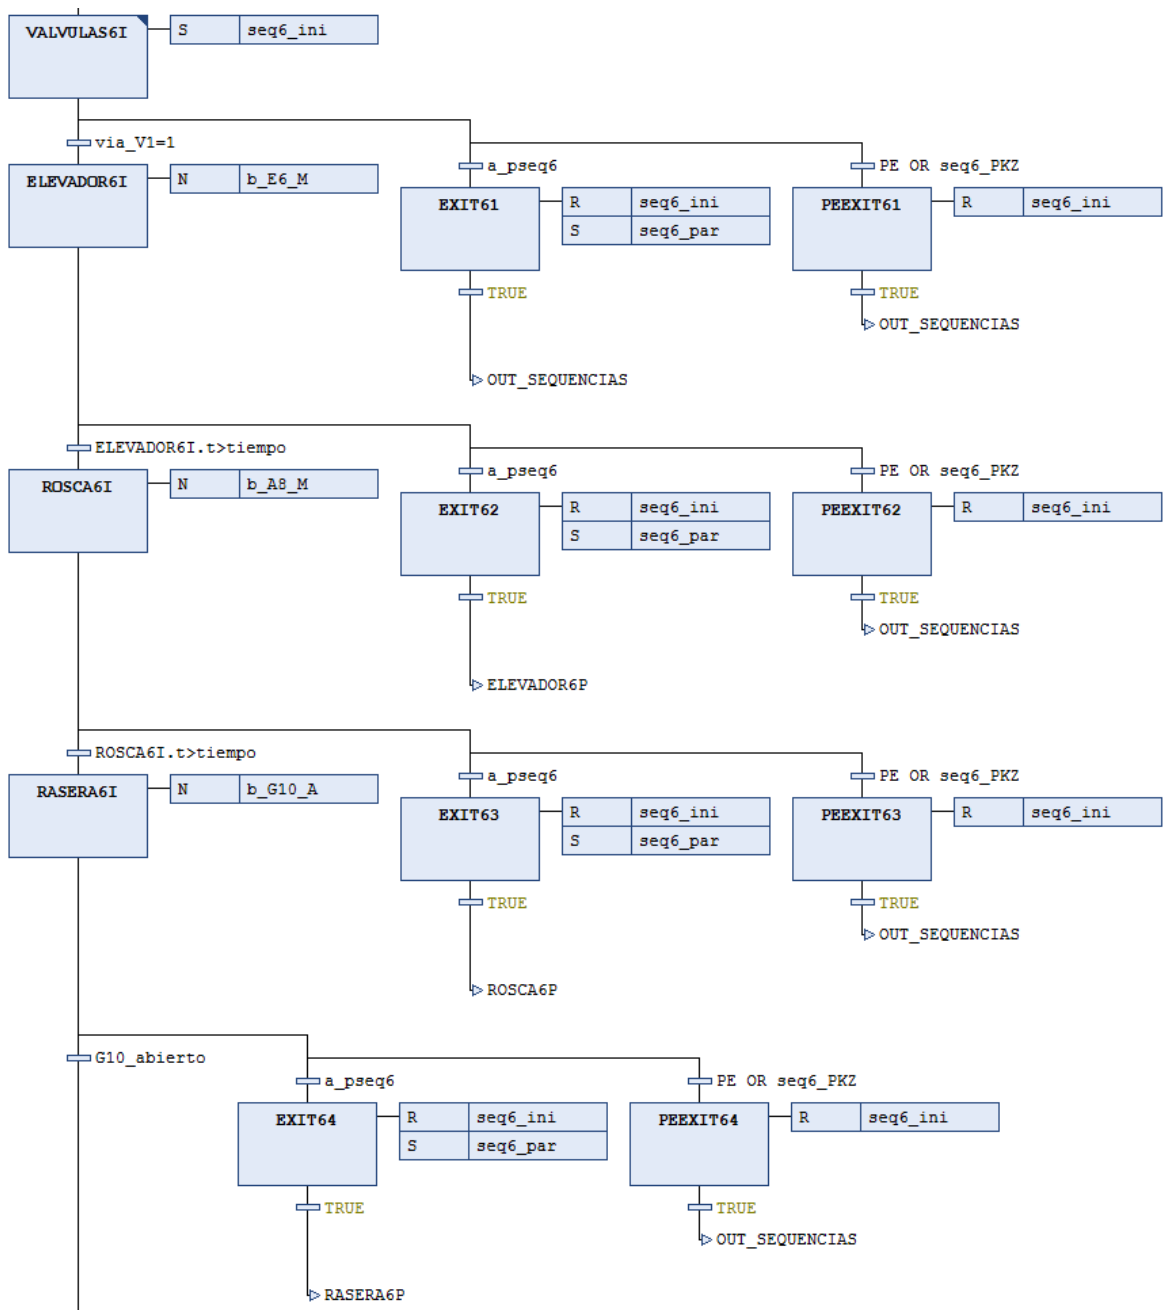 VALVULAS6I S seq6_ini
via_V1=1
a_pseq6 PE OR seq6_PKZ
ELEVADOR6I N b_E6_M
EXIT61 R seq6_ini PEEXIT61 R seq6_ini
S seq6_par
TRUE TRUE
OUT_SEQUENCIAS
OUT_SEQUENCIAS
ELEVADOR6I.t>tiempo
a_pseq6 PE OR seq6_PKZ
ROSCA6I N b_A8_M
EXIT62 R seq6_ini PEEXIT62 R seq6_ini
S seq6_par
TRUE TRUE
OUT_SEQUENCIAS
ELEVADOR6P
ROSCA6I.t>tiempo
a_pseq6 PE OR seq6_PKZ
RASERA6I N b_G10_A
EXIT63 R seq6_ini PEEXIT63 R seq6_ini
S seq6_par
TRUE TRUE
OUT_SEQUENCIAS
ROSCA6P
G10_abierto
a_pseq6 PE OR seq6_PKZ
EXIT64 R seq6_ini PEEXIT64 R seq6_ini
S seq6_par
TRUE TRUE
OUT_SEQUENCIAS
RASERA6P